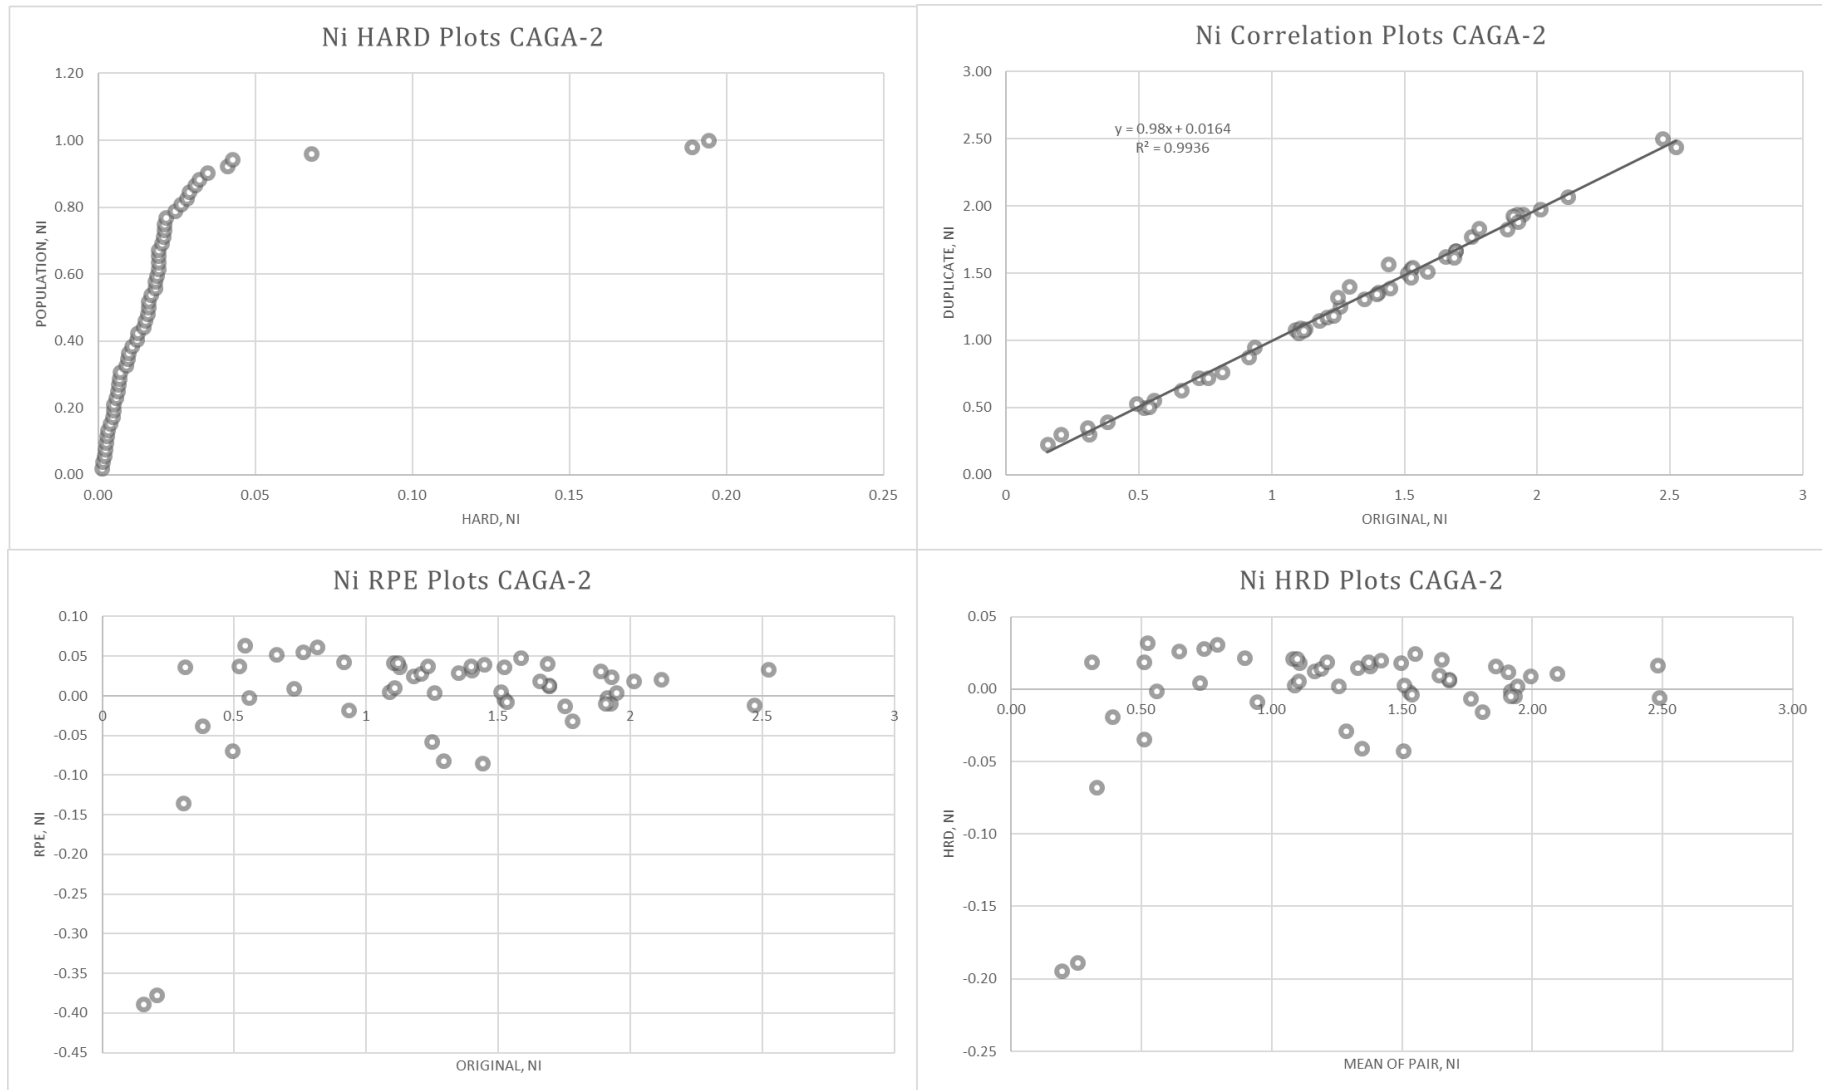 Ni HARD Plots CAGA-2
1.20
1.00
0.80
0.60
0.40
0.20
0.00
POPULATION, NI
0.00 0.05 0.10 0.15 0.20 0.25
HARD, NI
Ni Correlation Plots CAGA-2
3.00
2.50
2.00
1.50
1.00
0.50
0.00
DUPLICATE, NI
y = 0.98x + 0.0164
R² = 0.9936
0 0.5 1 1.5 2 2.5 3
ORIGINAL, NI
Ni RPE Plots CAGA-2
0.10
0.05
0.00
-0.05
-0.10
-0.15
-0.20
-0.25
-0.30
-0.35
-0.40
-0.45
RPE, NI
0 0.5 1 1.5 2 2.5 3
ORIGINAL, NI
Ni HRD Plots CAGA-2
0.05
0.00
-0.05
-0.10
-0.15
-0.20
-0.25
HRD, NI
0.00 0.50 1.00 1.50 2.00 2.50 3.00
MEAN OF PAIR, NI